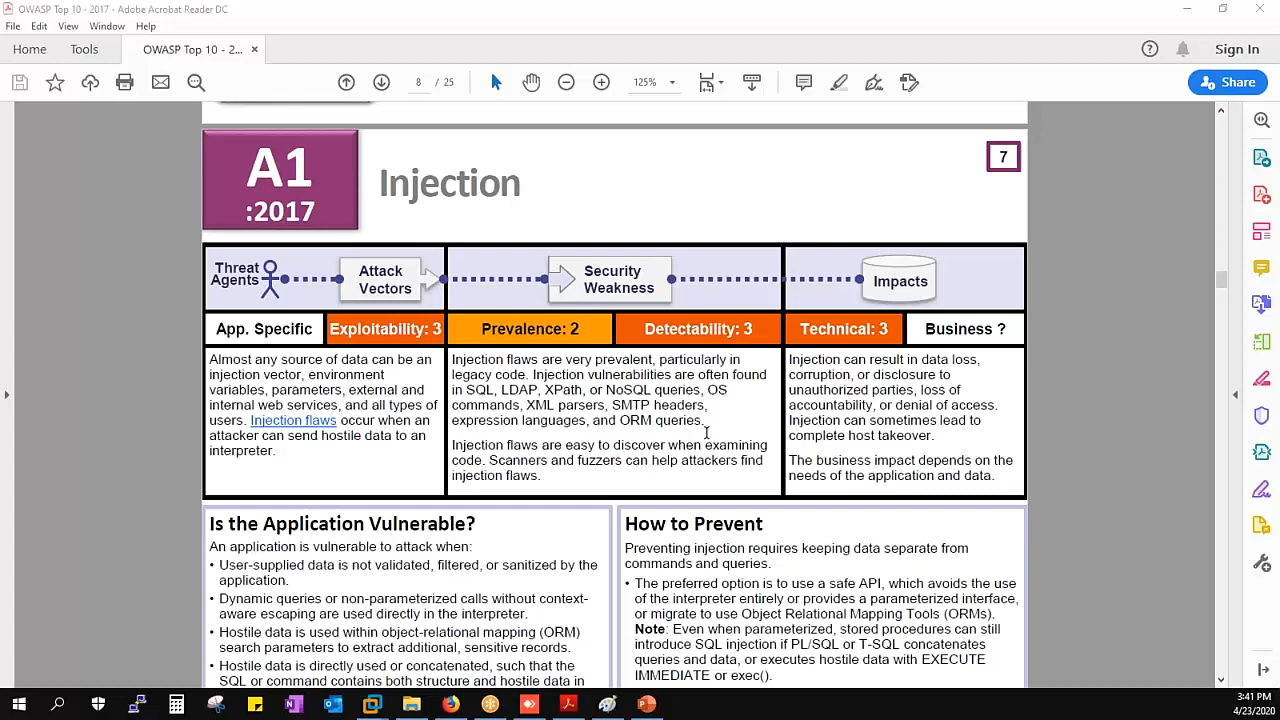 OWASP Top 10 - 2017 - Adobe Acrobat Reader DC
File Edit View Window Help
Home Tools OWASP Top 10 - 2... × Sign In
8 / 25 125% Share
A1
:2017
Injection
7
Threat
Agents
Attack
Vectors
Security
Weakness
Impacts
App. Specific Exploitability: 3 Prevalence: 2 Detectability: 3 Technical: 3 Business ?
Almost any source of data can be an
injection vector, environment
variables, parameters, external and
internal web services, and all types of
users. Injection flaws occur when an
attacker can send hostile data to an
interpreter.
Injection flaws are very prevalent, particularly in
legacy code. Injection vulnerabilities are often found
in SQL, LDAP, XPath, or NoSQL queries, OS
commands, XML parsers, SMTP headers,
expression languages, and ORM queries.
Injection flaws are easy to discover when examining
code. Scanners and fuzzers can help attackers find
injection flaws.
Injection can result in data loss,
corruption, or disclosure to
unauthorized parties, loss of
accountability, or denial of access.
Injection can sometimes lead to
complete host takeover.
The business impact depends on the
needs of the application and data.
Is the Application Vulnerable?
An application is vulnerable to attack when:
• User-supplied data is not validated, filtered, or sanitized by the
application.
• Dynamic queries or non-parameterized calls without context-
aware escaping are used directly in the interpreter.
• Hostile data is used within object-relational mapping (ORM)
search parameters to extract additional, sensitive records.
• Hostile data is directly used or concatenated, such that the
SQL or command contains both structure and hostile data in
How to Prevent
Preventing injection requires keeping data separate from
commands and queries.
• The preferred option is to use a safe API, which avoids the use
of the interpreter entirely or provides a parameterized interface,
or migrate to use Object Relational Mapping Tools (ORMs).
Note: Even when parameterized, stored procedures can still
introduce SQL injection if PL/SQL or T-SQL concatenates
queries and data, or executes hostile data with EXECUTE
IMMEDIATE or exec().
3:41 PM
4/23/2020